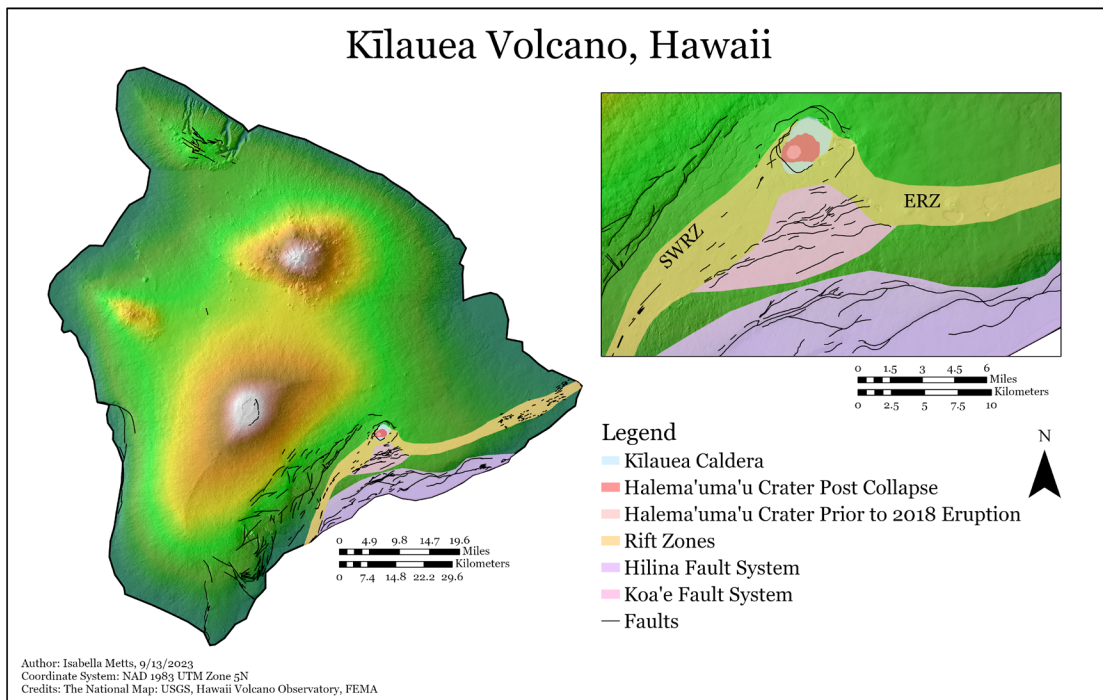 Kīlauea Volcano, Hawaii
SWRZ
ERZ
0 1.5 3 4.5 6
Miles
Kilometers
0 2.5 5 7.5 10
Legend
Kīlauea Caldera
Halema'uma'u Crater Post Collapse
Halema'uma'u Crater Prior to 2018 Eruption
Rift Zones
Hilina Fault System
Koa'e Fault System
Faults
N
0 4.9 9.8 14.7 19.6
Miles
Kilometers
0 7.4 14.8 22.2 29.6
Author: Isabella Metts, 9/13/2023
Coordinate System: NAD 1983 UTM Zone 5N
Credits: The National Map: USGS, Hawaii Volcano Observatory, FEMA